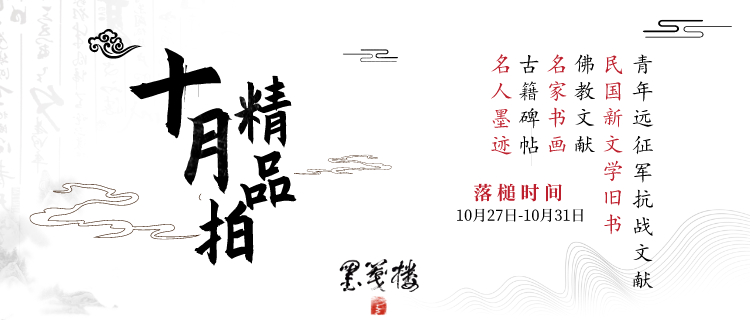 十月
精品
拍
青年远征军抗战文献
民国新文学旧书
佛教文献
名家书画
古籍碑帖
名人墨迹
落槌时间
10月27日-10月31日
墨笺楼